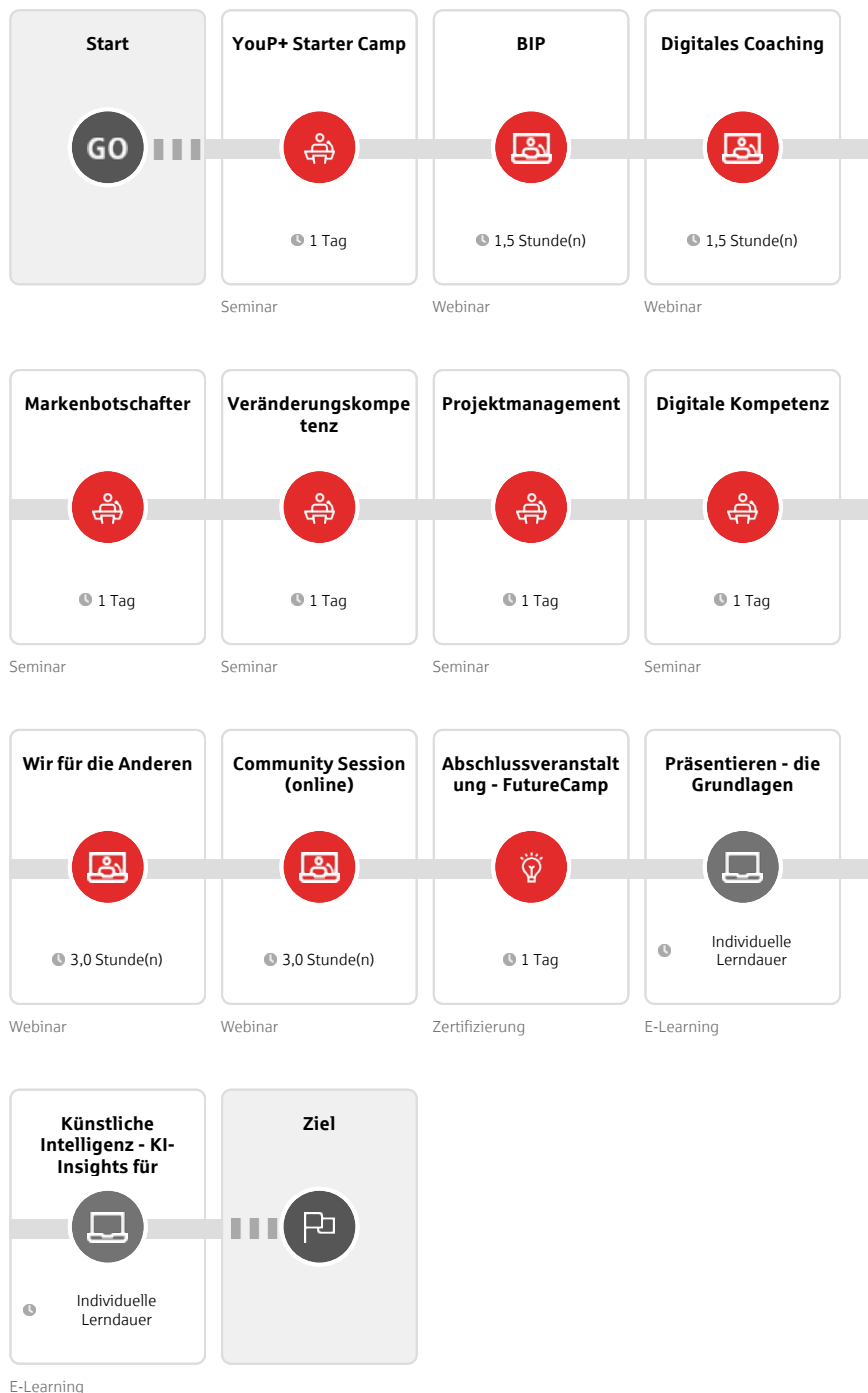 Start
YouP+ Starter Camp
BIP
Digitales Coaching
GO
1 Tag
1,5 Stunde(n)
1,5 Stunde(n)
Seminar
Webinar
Webinar
Markenbotschafter
Veränderungskompe
tenz
Projektmanagement
Digitale Kompetenz
1 Tag
1 Tag
1 Tag
1 Tag
Seminar
Seminar
Seminar
Seminar
Wir für die Anderen
Community Session
(online)
Abschlussveranstalt
ung - FutureCamp
Präsentieren - die
Grundlagen
3,0 Stunde(n)
3,0 Stunde(n)
1 Tag
Individuelle
Lerndauer
Webinar
Webinar
Zertifizierung
E-Learning
Künstliche
Intelligenz - KI-
Insights für
Ziel
Individuelle
Lerndauer
E-Learning